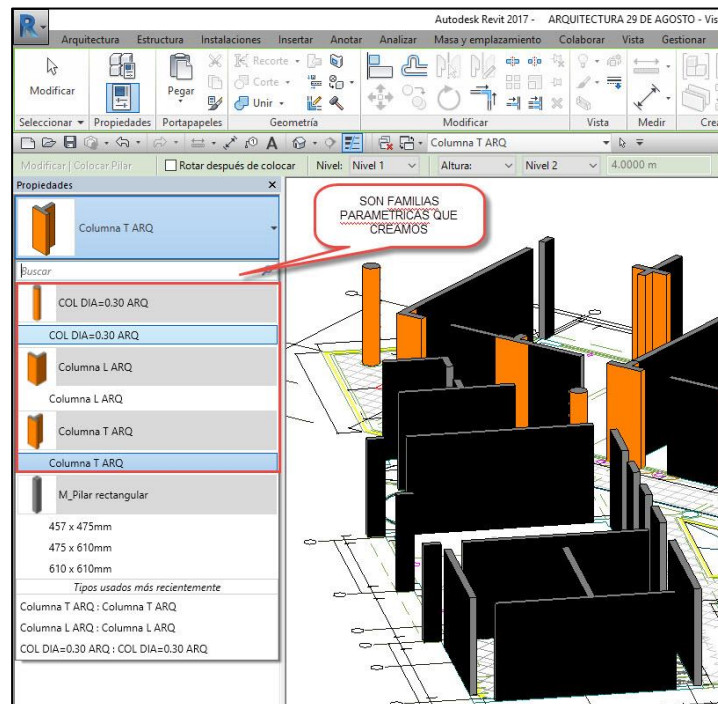 Autodesk Revit 2017 - ARQUITECTURA 29 DE AGOSTO - Vis
Arquitectura Estructura Instalaciones Insertar Anotar Analizar Masa y emplazamiento Colaborar Vista Gestionar
Modificar
Pegar
Recorte
Corte
Unir
Seleccionar Propiedades Portapapeles Geometría Modificar Vista Medir Crea
Columna T ARQ
Modificar | Colocar Pilar Rotar después de colocar Nivel: Nivel 1 Altura: Nivel 2 4.0000 m
Propiedades
Columna T ARQ
Buscar
COL DIA=0.30 ARQ
COL DIA=0.30 ARQ
Columna L ARQ
Columna L ARQ
Columna T ARQ
Columna T ARQ
M_Pilar rectangular
457 x 475mm
475 x 610mm
610 x 610mm
Tipos usados más recientemente
Columna T ARQ : Columna T ARQ
Columna L ARQ : Columna L ARQ
COL DIA=0.30 ARQ : COL DIA=0.30 ARQ
SON FAMILIAS
PARAMETRICAS QUE
CREAMOS